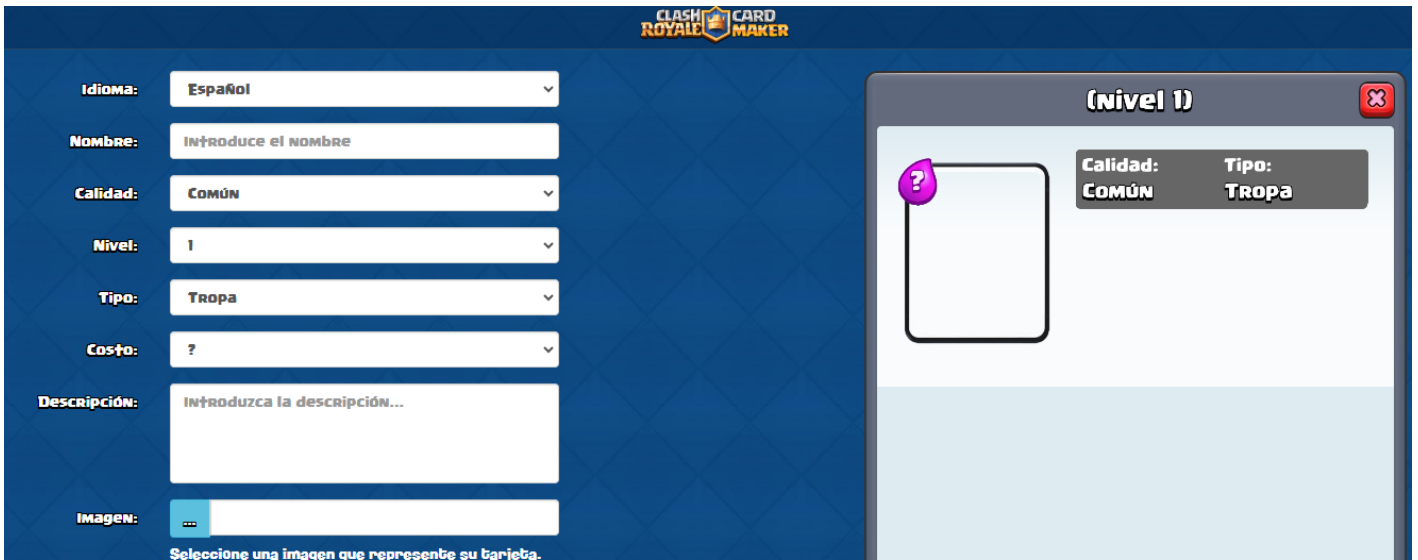 CLASH ROYALE CARD MAKER
Idioma: Español
Nombre: Introduce el nombre
Calidad: Común
Nivel: 1
Tipo: Tropa
Costo: ?
Descripción: Introduzca la descripción...
Imagen: ...
Seleccione una imagen que represente su tarjeta.
(Nivel 1)
?
Calidad: Tipo:
Común Tropa